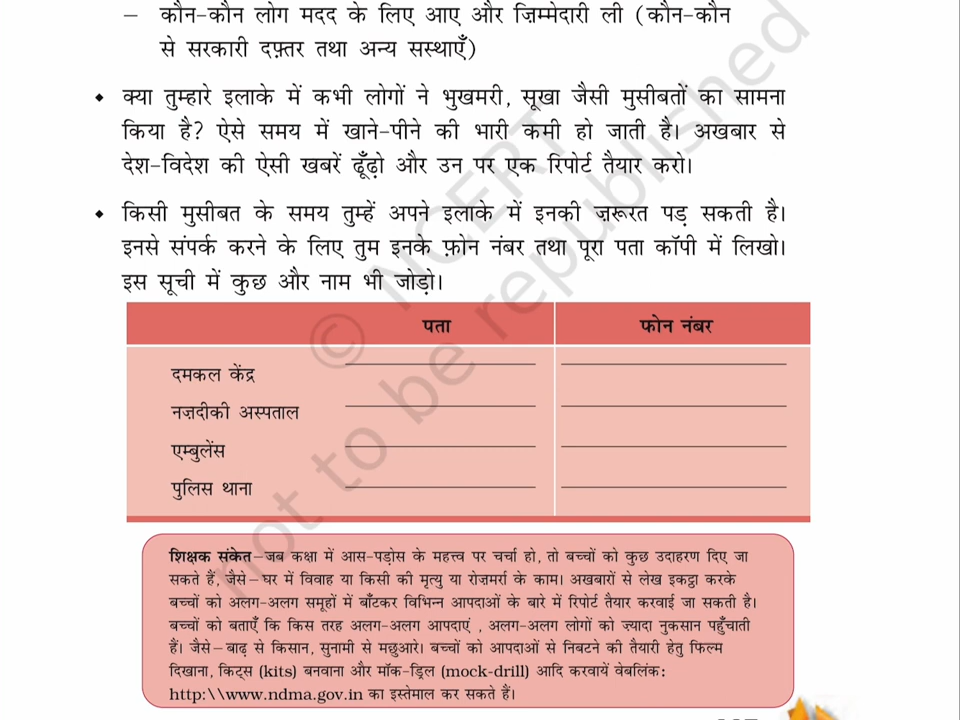 – कौन-कौन लोग मदद के लिए आए और ज़िम्मेदारी ली (कौन-कौन
से सरकारी दफ़्तर तथा अन्य सस्थाएँ)
• क्या तुम्हारे इलाके में कभी लोगों ने भुखमरी, सूखा जैसी मुसीबतों का सामना
किया है? ऐसे समय में खाने-पीने की भारी कमी हो जाती है। अखबार से
देश-विदेश की ऐसी खबरें ढूँढ़ो और उन पर एक रिपोर्ट तैयार करो।
• किसी मुसीबत के समय तुम्हें अपने इलाके में इनकी ज़रूरत पड़ सकती है।
इनसे संपर्क करने के लिए तुम इनके फ़ोन नंबर तथा पूरा पता कॉपी में लिखो।
इस सूची में कुछ और नाम भी जोड़ो।
पता फोन नंबर
दमकल केंद्र
नज़दीकी अस्पताल
एम्बुलेंस
पुलिस थाना
शिक्षक संकेत–जब कक्षा में आस-पड़ोस के महत्त्व पर चर्चा हो, तो बच्चों को कुछ उदाहरण दिए जा
सकते हैं, जैसे–घर में विवाह या किसी की मृत्यु या रोज़मर्रा के काम। अखबारों से लेख इकट्ठा करके
बच्चों को अलग-अलग समूहों में बाँटकर विभिन्न आपदाओं के बारे में रिपोर्ट तैयार करवाई जा सकती है।
बच्चों को बताएँ कि किस तरह अलग-अलग आपदाएं , अलग-अलग लोगों को ज़्यादा नुकसान पहुँचाती
हैं। जैसे–बाढ़ से किसान, सुनामी से मछुआरे। बच्चों को आपदाओं से निबटने की तैयारी हेतु फिल्म
दिखाना, किट्स (kits) बनवाना और मॉक-ड्रिल (mock-drill) आदि करवायें वेबलिंक:
http:\\www.ndma.gov.in का इस्तेमाल कर सकते हैं।
© NCERT
not to be republished